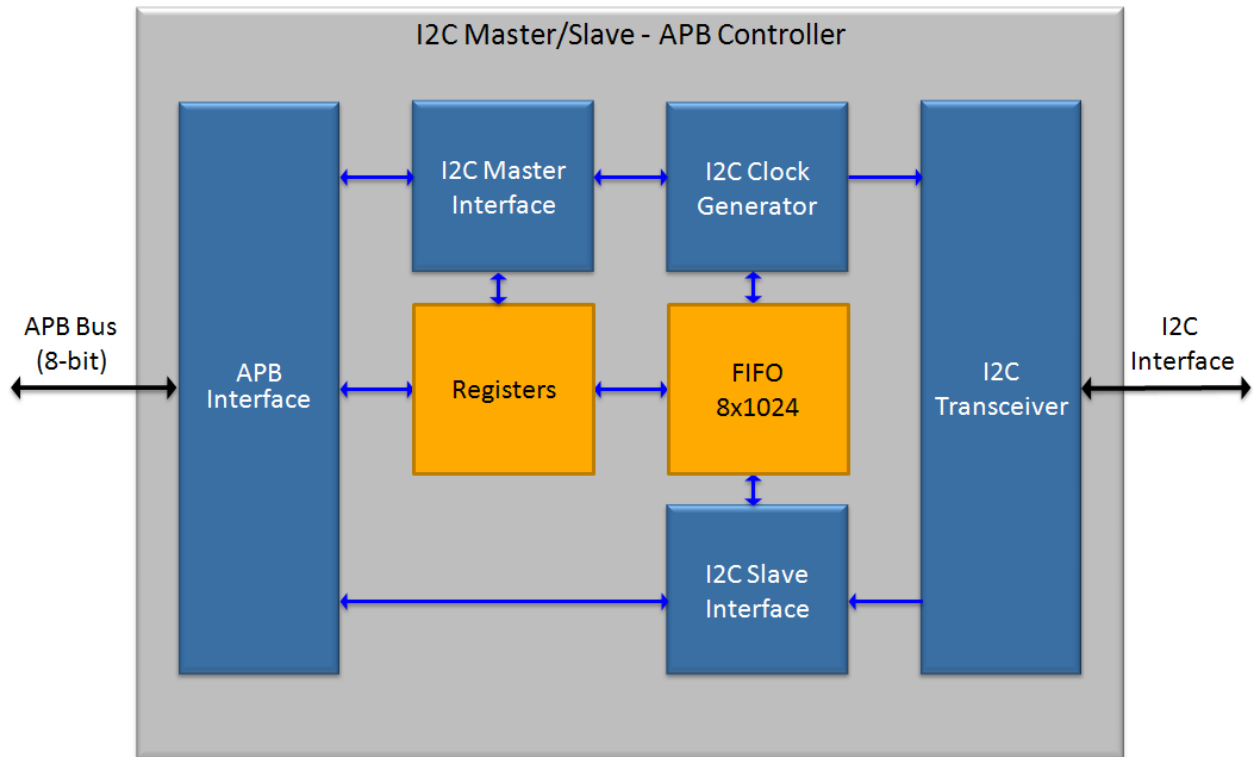 I2C Master/Slave - APB Controller
I2C Master
Interface
I2C Clock
Generator
APB Bus
(8-bit)
APB
Interface
Registers
FIFO
8x1024
I2C
Transceiver
I2C
Interface
I2C Slave
Interface